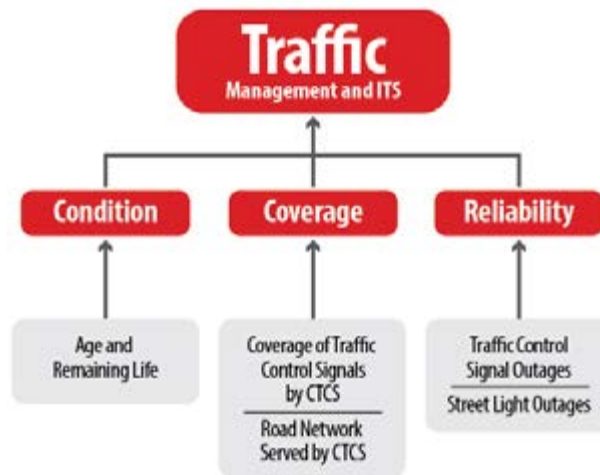 Traffic
Management and ITS
Condition
Coverage
Reliability
Age and
Remaining Life
Coverage of Traffic
Control Signals
by CTCS
Road Network
Served by CTCS
Traffic Control
Signal Outages
Street Light Outages